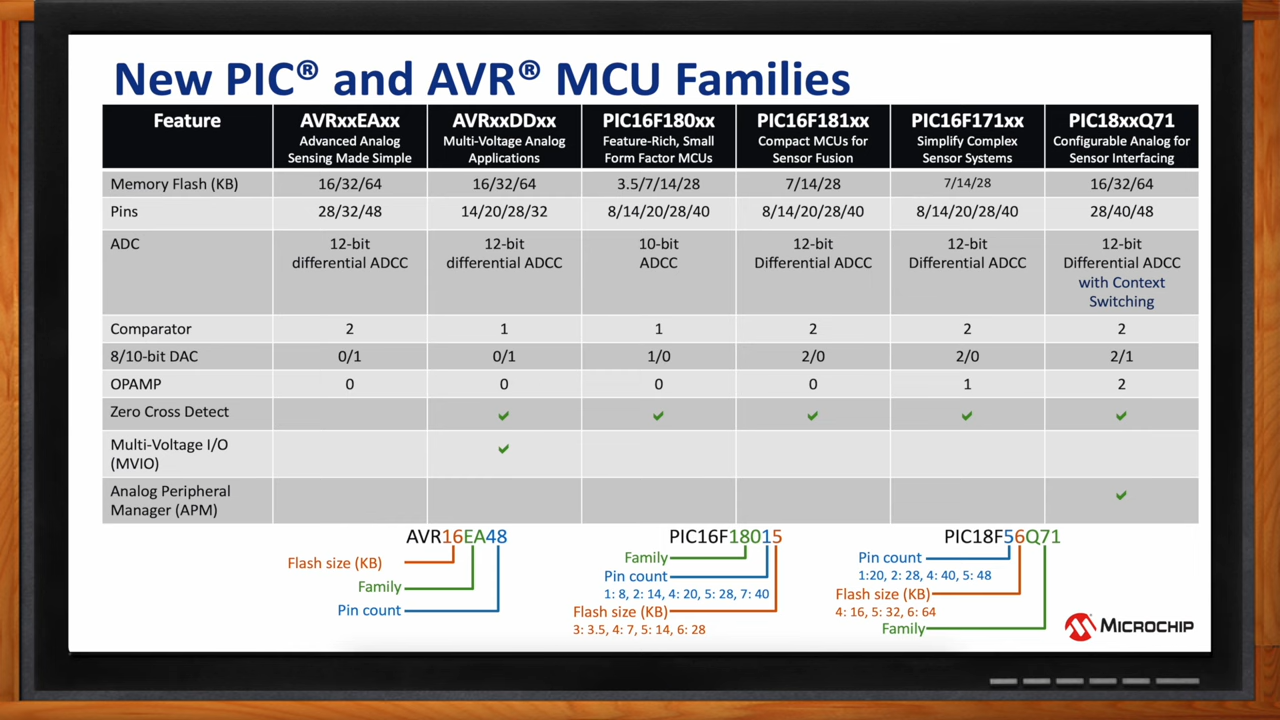 New PIC® and AVR® MCU Families
Feature
AVRxxEAxx
Advanced Analog
Sensing Made Simple
AVRxxDDxx
Multi-Voltage Analog
Applications
PIC16F180xx
Feature-Rich, Small
Form Factor MCUs
PIC16F181xx
Compact MCUs for
Sensor Fusion
PIC16F171xx
Simplify Complex
Sensor Systems
PIC18xxQ71
Configurable Analog for
Sensor Interfacing
Memory Flash (KB) 16/32/64 16/32/64 3.5/7/14/28 7/14/28 7/14/28 16/32/64
Pins 28/32/48 14/20/28/32 8/14/20/28/40 8/14/20/28/40 8/14/20/28/40 28/40/48
ADC
12-bit
differential ADCC
12-bit
differential ADCC
10-bit
ADCC
12-bit
Differential ADCC
12-bit
Differential ADCC
12-bit
Differential ADCC
with Context
Switching
Comparator 2 1 1 2 2 2
8/10-bit DAC 0/1 0/1 1/0 2/0 2/0 2/1
OPAMP 0 0 0 0 1 2
Zero Cross Detect ✓ ✓ ✓ ✓ ✓
Multi-Voltage I/O
(MVIO) ✓
Analog Peripheral
Manager (APM) ✓
AVR16EA48
Flash size (KB)
Family
Pin count
PIC16F18015
Family
Pin count
1: 8, 2: 14, 4: 20, 5: 28, 7: 40
Flash size (KB)
3: 3.5, 4: 7, 5: 14, 6: 28
PIC18F56Q71
Pin count
1:20, 2: 28, 4: 40, 5: 48
Flash size (KB)
4: 16, 5: 32, 6: 64
Family
MICROCHIP